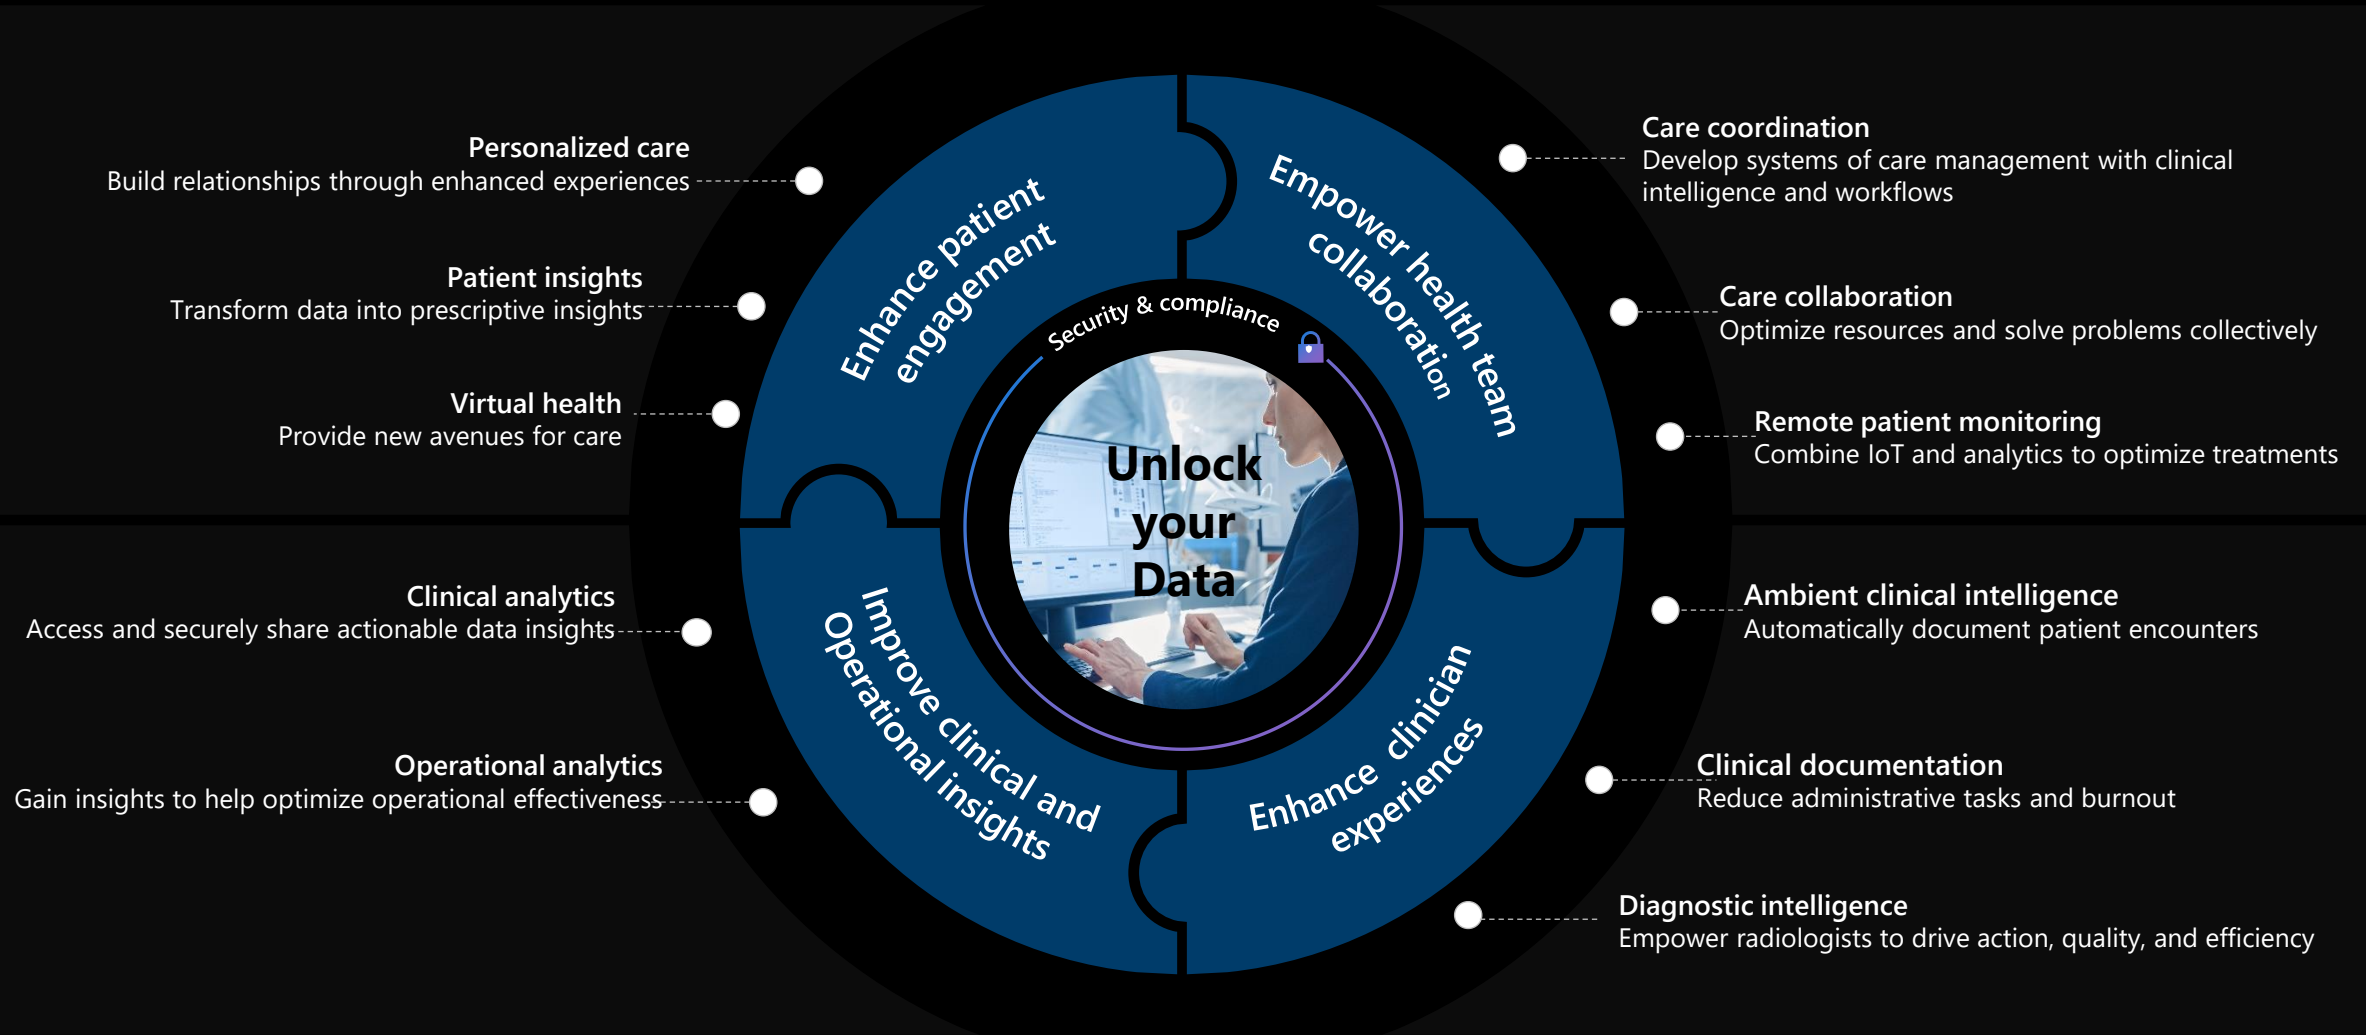 Personalized care
Build relationships through enhanced experiences
Patient insights
Transform data into prescriptive insights
Virtual health
Provide new avenues for care
Clinical analytics
Access and securely share actionable data insights
Operational analytics
Gain insights to help optimize operational effectiveness
Enhance patient
engagement
Empower health team
collaboration
Security & compliance
Unlock
your
Data
Improve clinical and
Operational insights
Enhance clinician
experiences
Care coordination
Develop systems of care management with clinical
intelligence and workflows
Care collaboration
Optimize resources and solve problems collectively
Remote patient monitoring
Combine IoT and analytics to optimize treatments
Ambient clinical intelligence
Automatically document patient encounters
Clinical documentation
Reduce administrative tasks and burnout
Diagnostic intelligence
Empower radiologists to drive action, quality, and efficiency